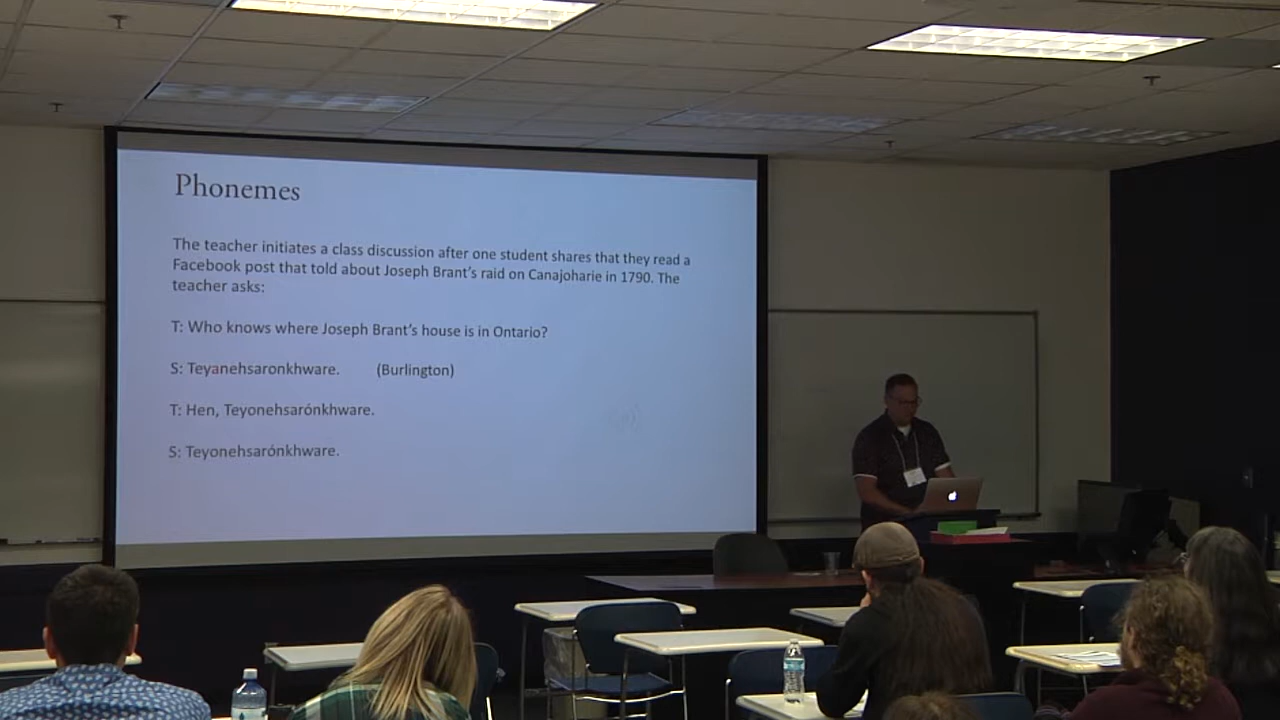 Phonemes
The teacher initiates a class discussion after one student shares that they read a
Facebook post that told about Joseph Brant's raid on Canajoharie in 1790. The
teacher asks:
T: Who knows where Joseph Brant's house is in Ontario?
S: Teyanehsaronkhware. (Burlington)
T: Hen, Teyonehsarónkhware.
S: Teyonehsarónkhware.